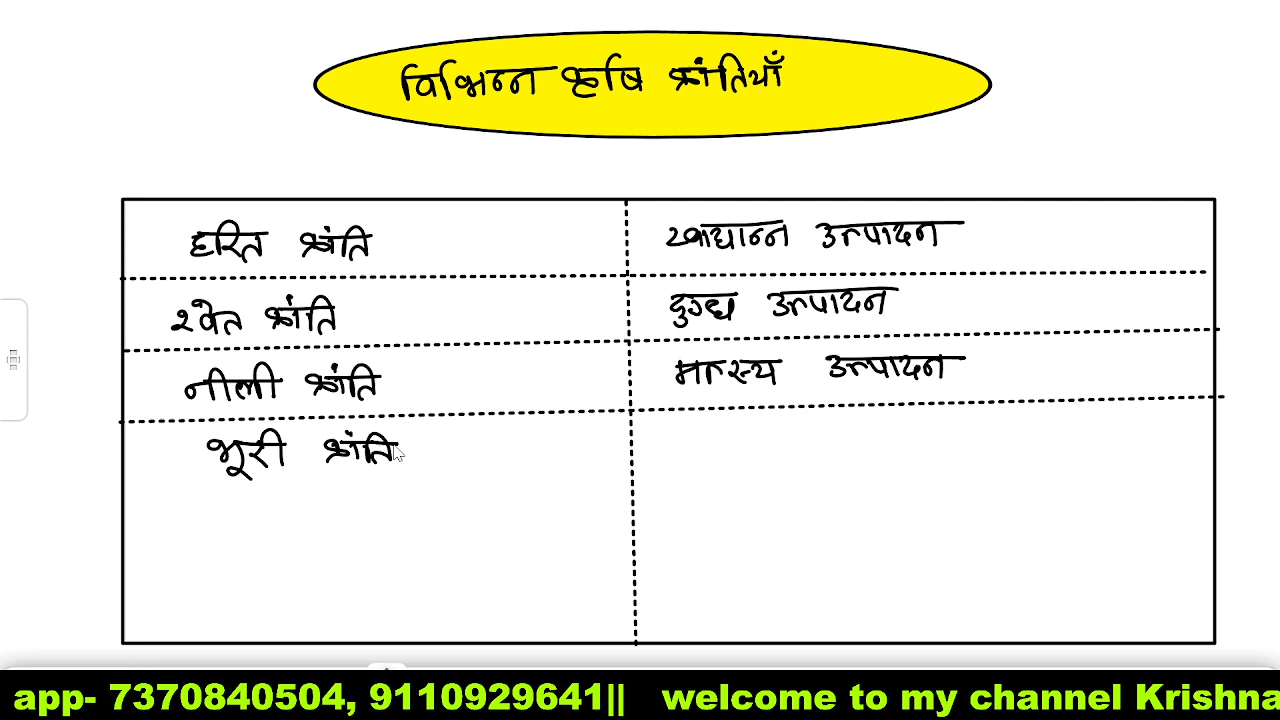 विभिन्न कृषि क्रांतियाँ
हरित क्रांति खाद्यान्न उत्पादन
श्वेत क्रांति दुग्ध उत्पादन
नीली क्रांति मत्स्य उत्पादन
भूरी क्रांति
app- 7370840504, 9110929641|| welcome to my channel Krishna